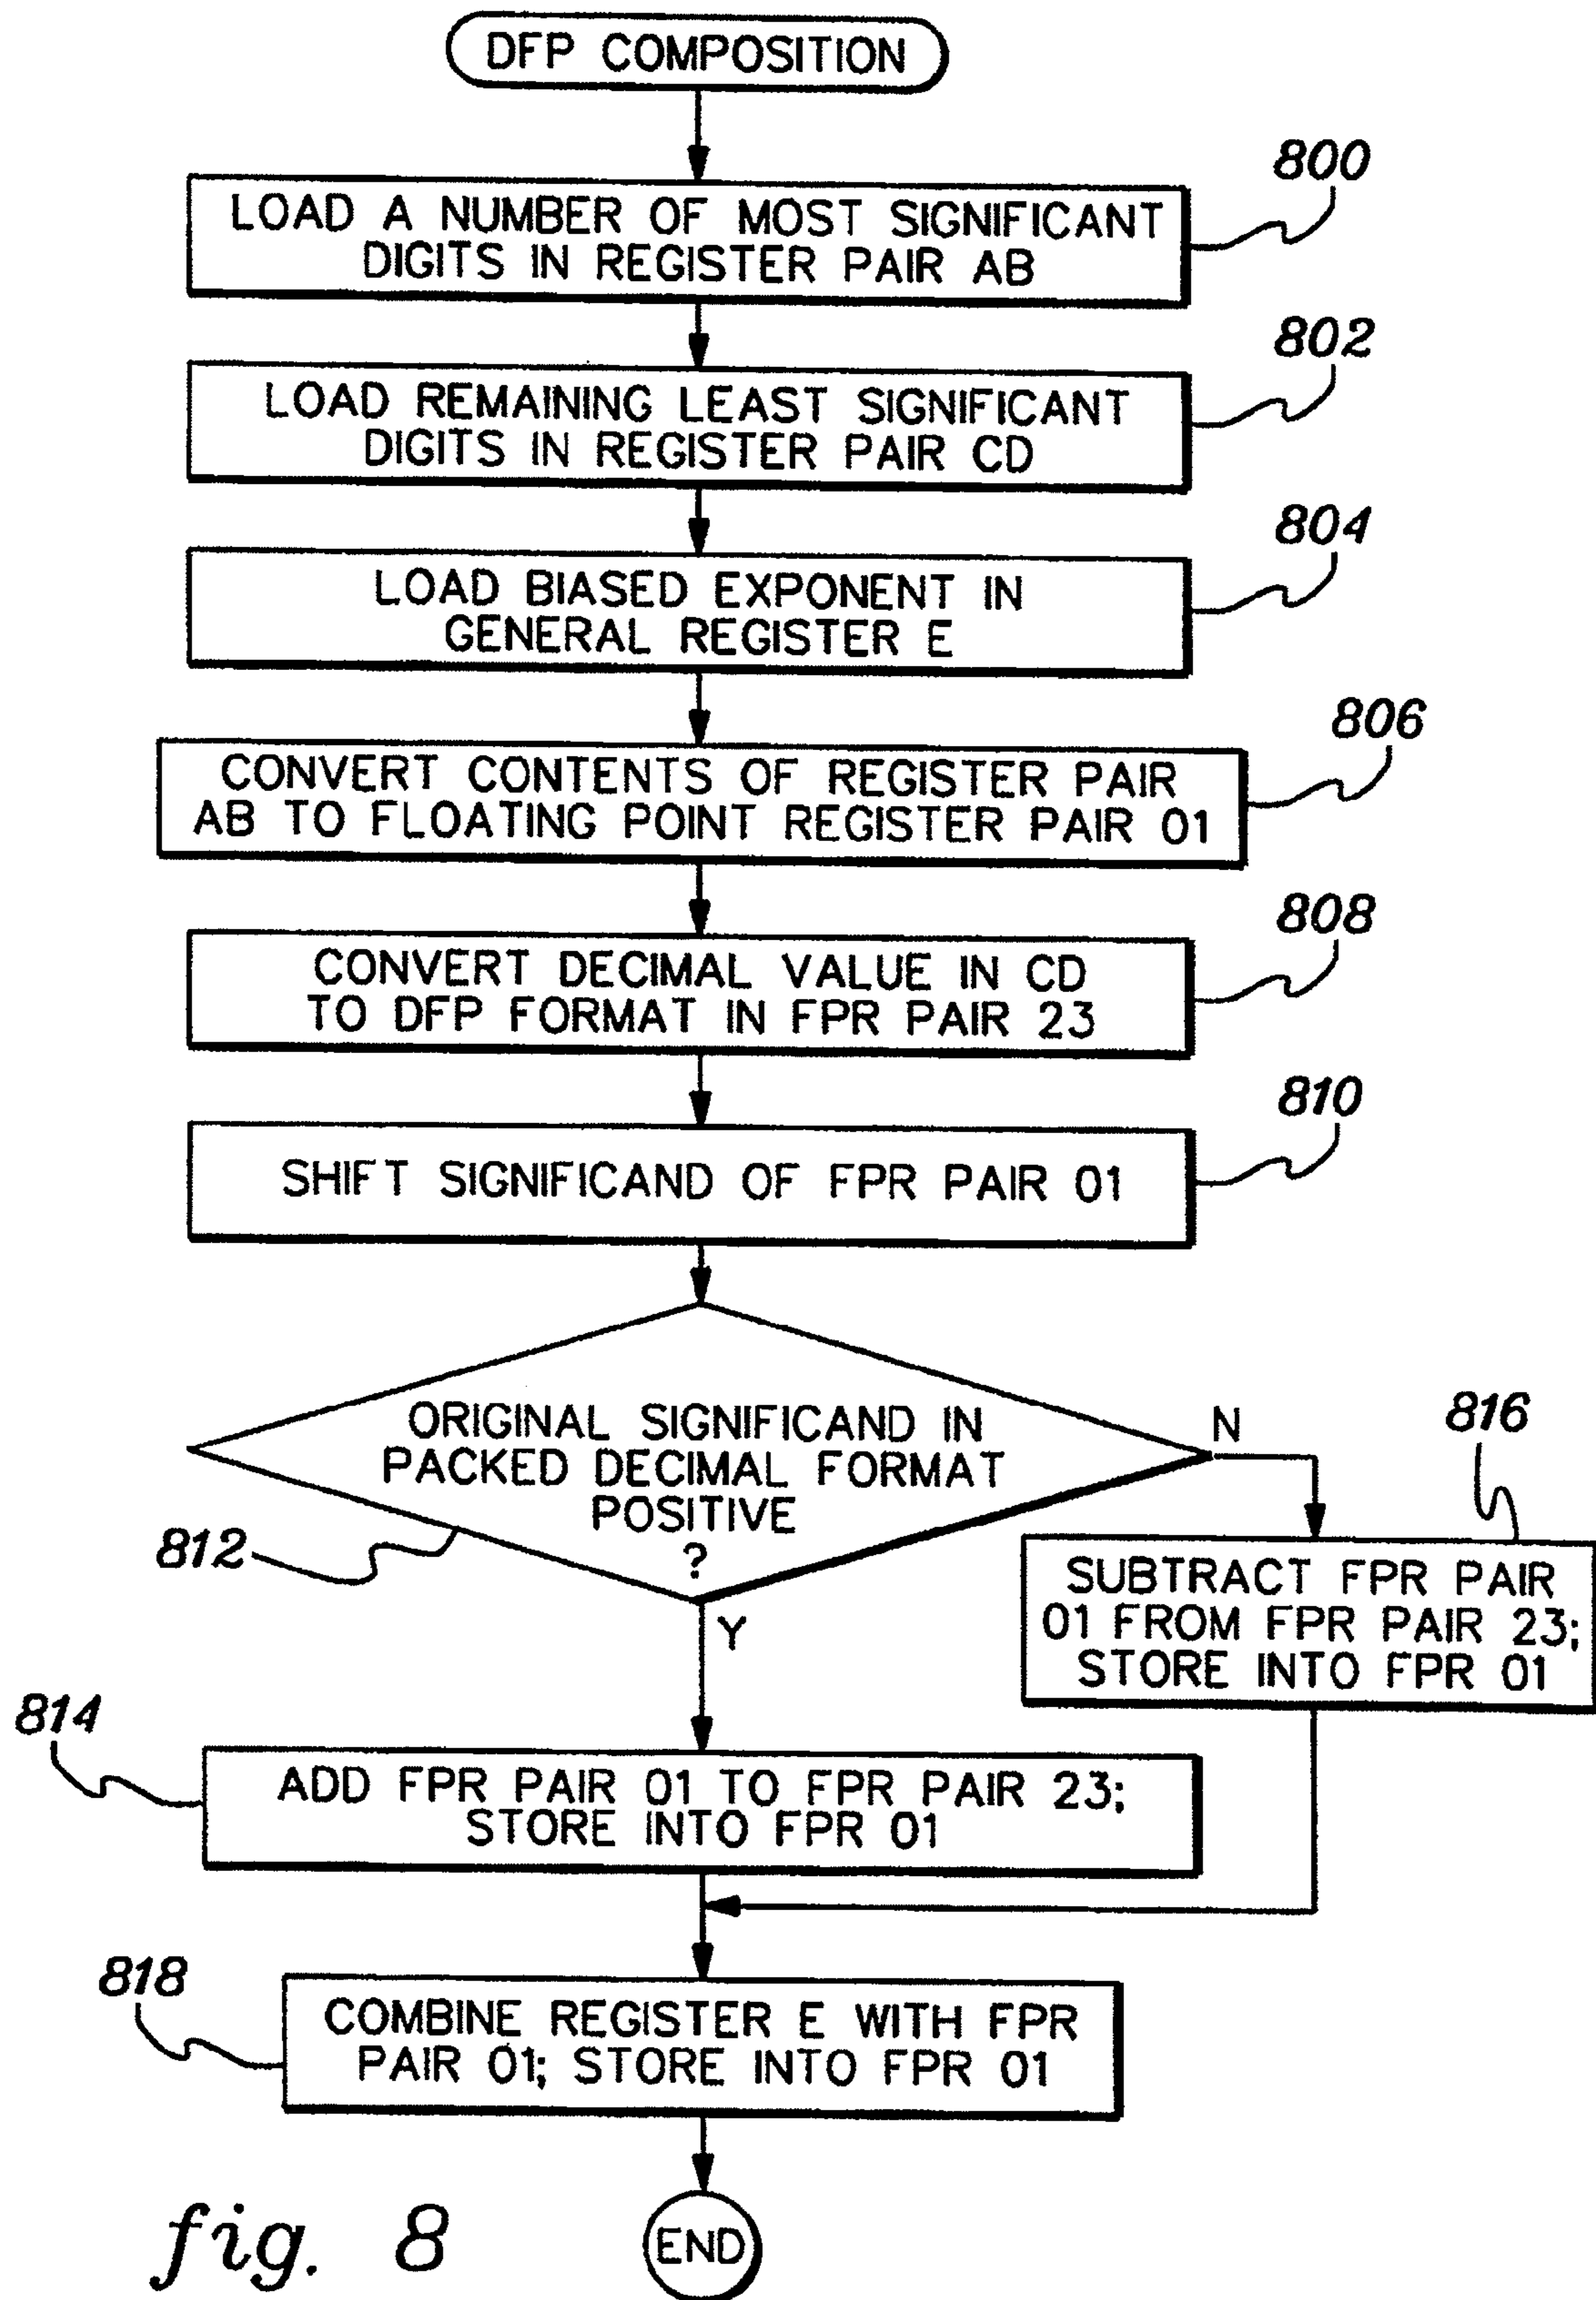 DFP COMPOSITION
800
LOAD A NUMBER OF MOST SIGNIFICANT
DIGITS IN REGISTER PAIR AB
802
LOAD REMAINING LEAST SIGNIFICANT
DIGITS IN REGISTER PAIR CD
804
LOAD BIASED EXPONENT IN
GENERAL REGISTER E
806
CONVERT CONTENTS OF REGISTER PAIR
AB TO FLOATING POINT REGISTER PAIR 01
808
CONVERT DECIMAL VALUE IN CD
TO DFP FORMAT IN FPR PAIR 23
810
SHIFT SIGNIFICAND OF FPR PAIR 01
ORIGINAL SIGNIFICAND IN
PACKED DECIMAL FORMAT
POSITIVE
?
812
N
816
SUBTRACT FPR PAIR
01 FROM FPR PAIR 23;
STORE INTO FPR 01
Y
814
ADD FPR PAIR 01 TO FPR PAIR 23;
STORE INTO FPR 01
818
COMBINE REGISTER E WITH FPR
PAIR 01; STORE INTO FPR 01
END
fig. 8